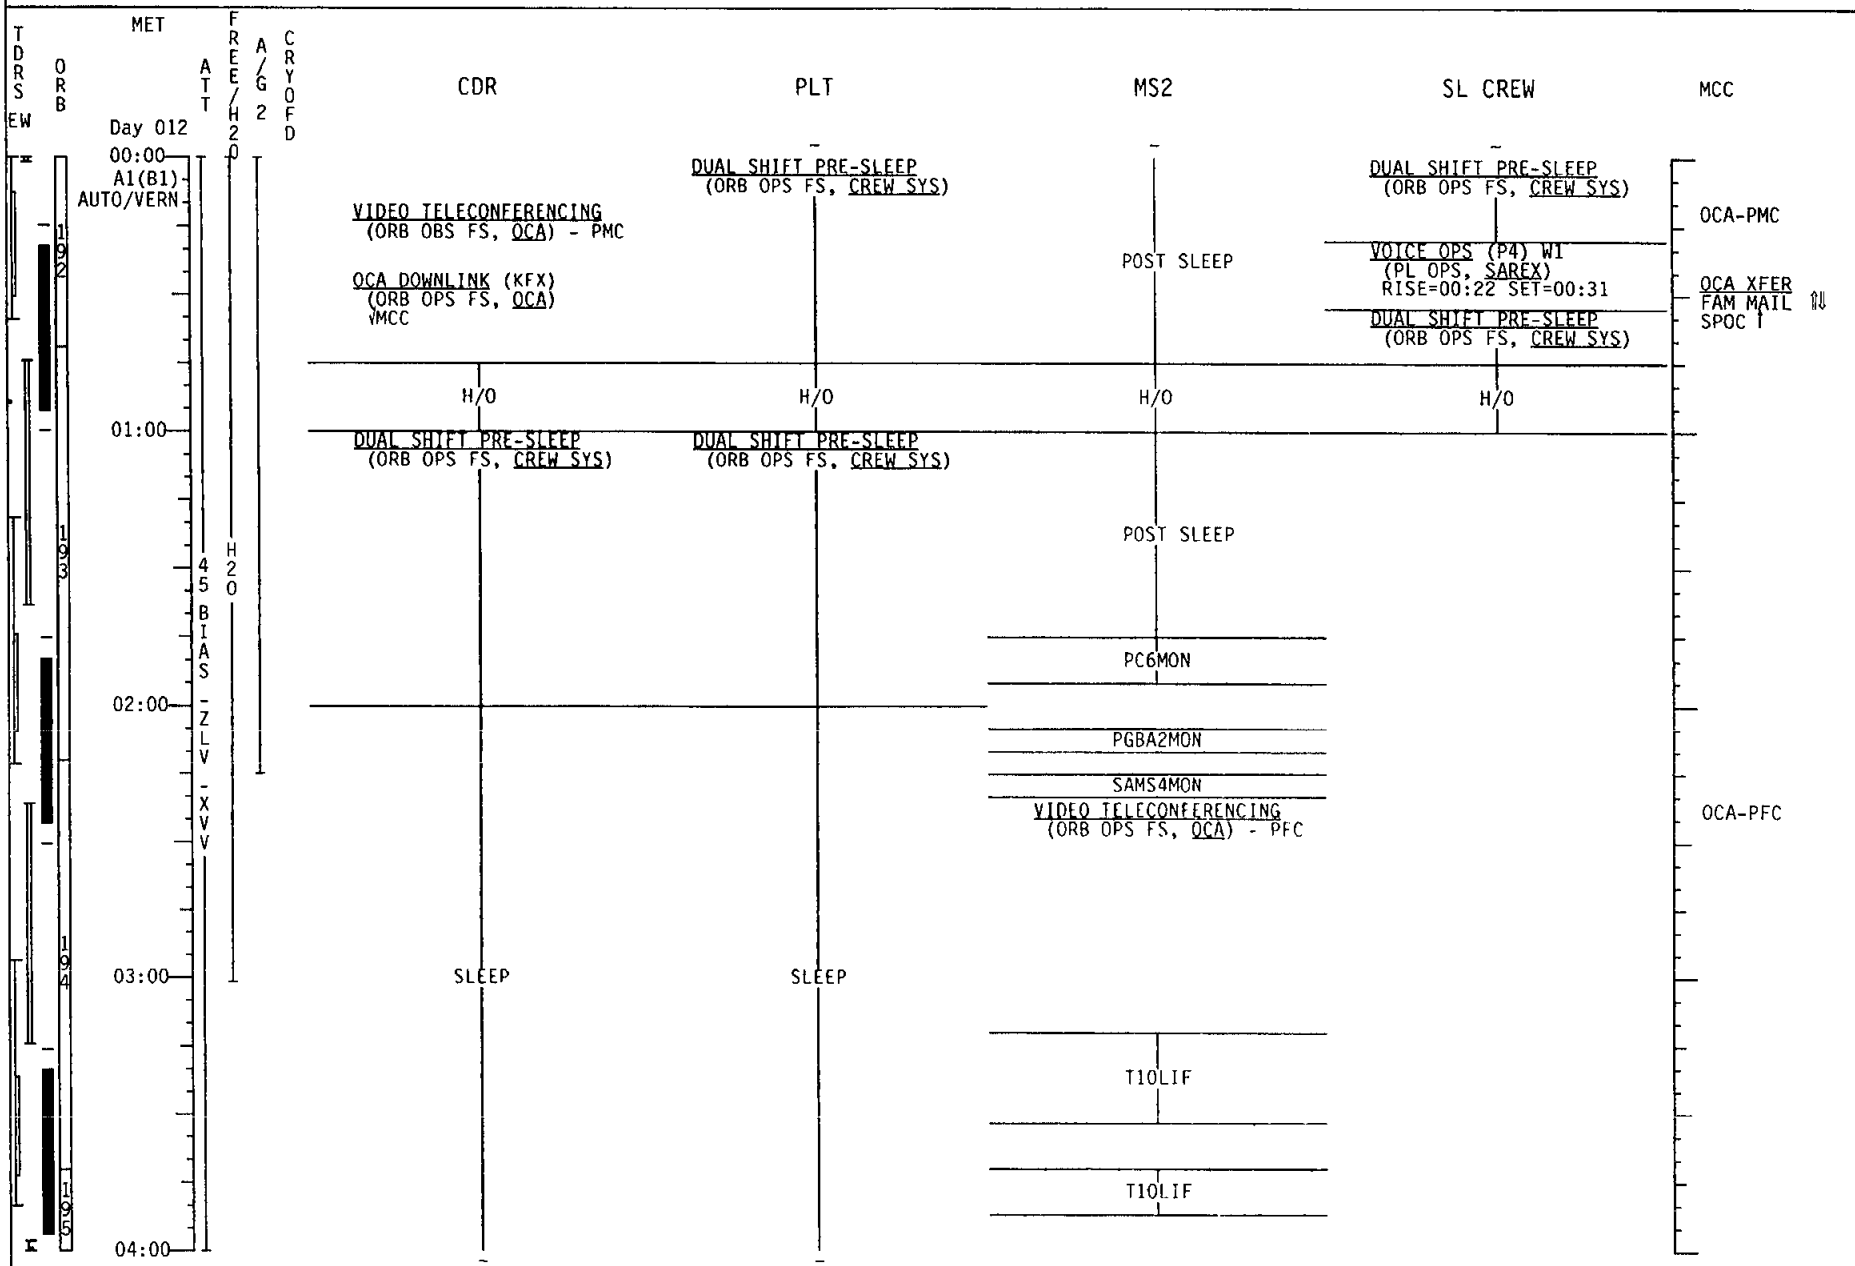 MET
TDRS
EW
ORB
ATT
FREE/H20
A/G 2
CRYOFD
CDR
PLT
MS2
SL CREW
MCC
Day 012
00:00
A1(B1)
AUTO/VERN
DUAL SHIFT PRE-SLEEP
(ORB OPS FS, CREW SYS)
DUAL SHIFT PRE-SLEEP
(ORB OPS FS, CREW SYS)
VIDEO TELECONFERENCING
(ORB OBS FS, OCA) - PMC
OCA-PMC
192
POST SLEEP
VOICE OPS (P4) W1
(PL OPS, SAREX)
RISE=00:22 SET=00:31
OCA DOWNLINK (KFX)
(ORB OPS FS, OCA)
√MCC
OCA XFER
FAM MAIL ⇑⇓
SPOC ↑
DUAL SHIFT PRE-SLEEP
(ORB OPS FS, CREW SYS)
H/O
H/O
H/O
H/O
01:00
DUAL SHIFT PRE-SLEEP
(ORB OPS FS, CREW SYS)
DUAL SHIFT PRE-SLEEP
(ORB OPS FS, CREW SYS)
193
POST SLEEP
H20
45 BIAS -ZLV -XVV
PC6MON
02:00
PGBA2MON
SAMS4MON
VIDEO TELECONFERENCING
(ORB OPS FS, OCA) - PFC
OCA-PFC
194
03:00
SLEEP
SLEEP
T10LIF
T10LIF
195
04:00